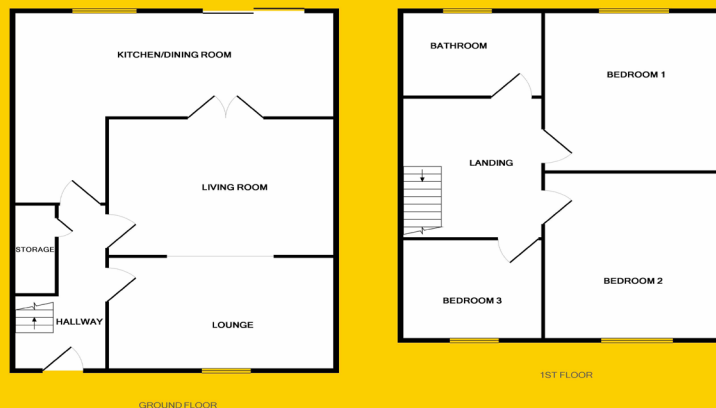 KITCHEN/DINING ROOM
LIVING ROOM
STORAGE
HALLWAY
LOUNGE
GROUND FLOOR
BATHROOM
BEDROOM 1
LANDING
BEDROOM 2
BEDROOM 3
1ST FLOOR